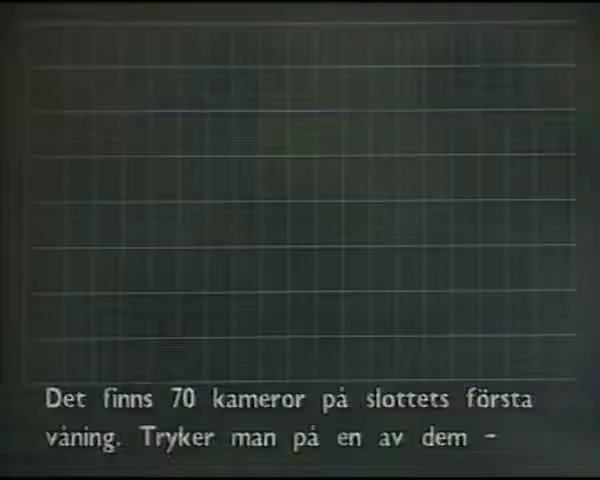 Det finns 70 kameror på slottets första
våning. Tryker man på en av dem -